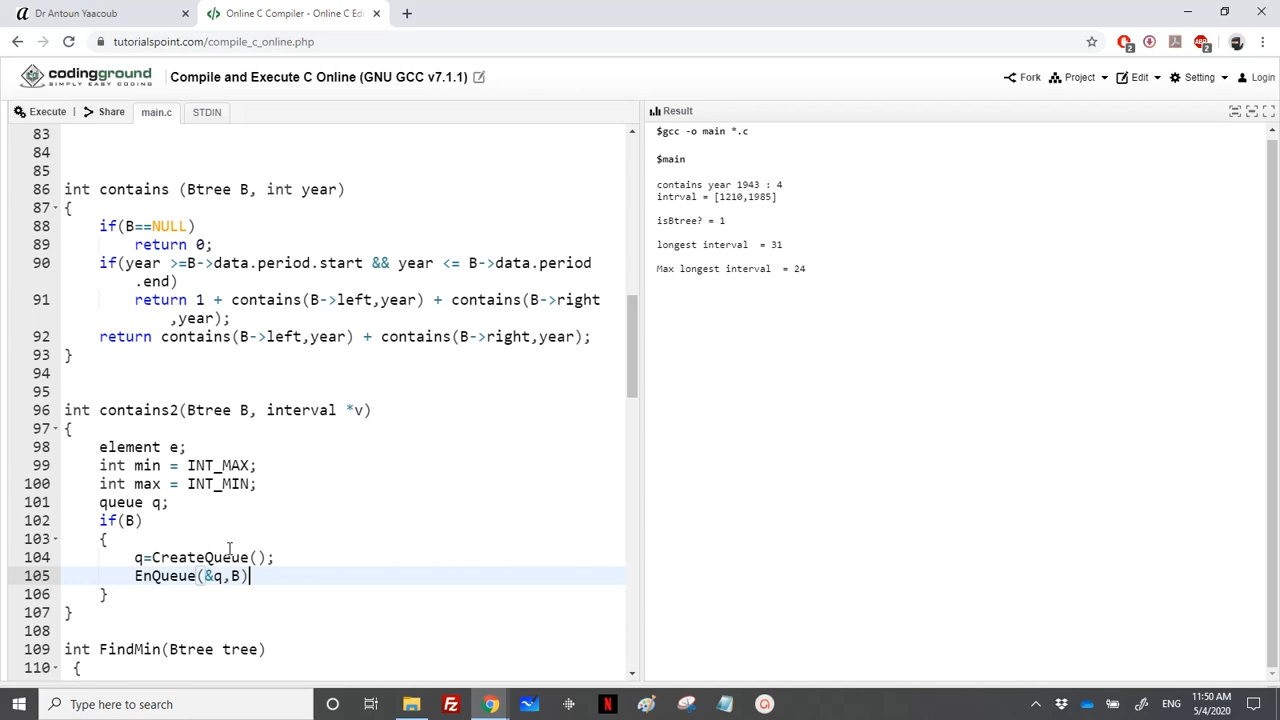 Dr Antoun Yaacoub
Online C Compiler - Online C Edi
tutorialspoint.com/compile_c_online.php
codingground
SIMPLY EASY CODING
Compile and Execute C Online (GNU GCC v7.1.1)
Fork Project Edit Setting Login
Execute | Share main.c STDIN
Result
83
84
85
86 int contains (Btree B, int year)
87 {
88 if(B==NULL)
89 return 0;
90 if(year >=B->data.period.start && year <= B->data.period
.end)
91 return 1 + contains(B->left,year) + contains(B->right
,year);
92 return contains(B->left,year) + contains(B->right,year);
93 }
94
95
96 int contains2(Btree B, interval *v)
97 {
98 element e;
99 int min = INT_MAX;
100 int max = INT_MIN;
101 queue q;
102 if(B)
103 {
104 q=CreateQueue();
105 EnQueue(&q,B)
106 }
107 }
108
109 int FindMin(Btree tree)
110 {
$gcc -o main *.c
$main
contains year 1943 : 4
intrval = [1210,1985]
isBtree? = 1
longest interval = 31
Max longest interval = 24
Type here to search
ENG
11:50 AM
5/4/2020